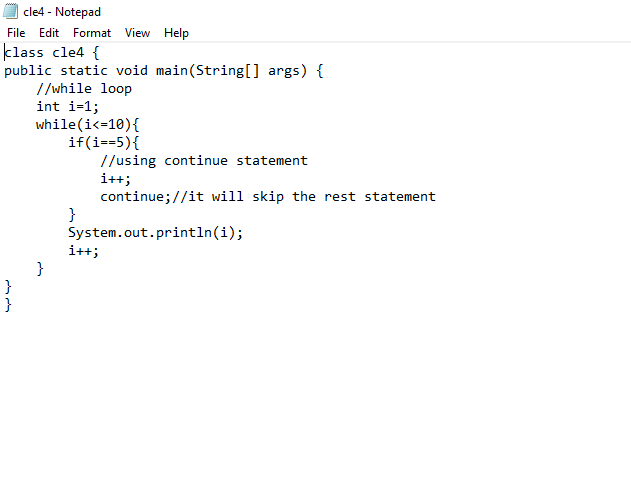 cle4 - Notepad
File Edit Format View Help
class cle4 {
public static void main(String[] args) {
    //while loop
    int i=1;
    while(i<=10){
        if(i==5){
            //using continue statement
            i++;
            continue;//it will skip the rest statement
        }
        System.out.println(i);
        i++;
    }
}
}